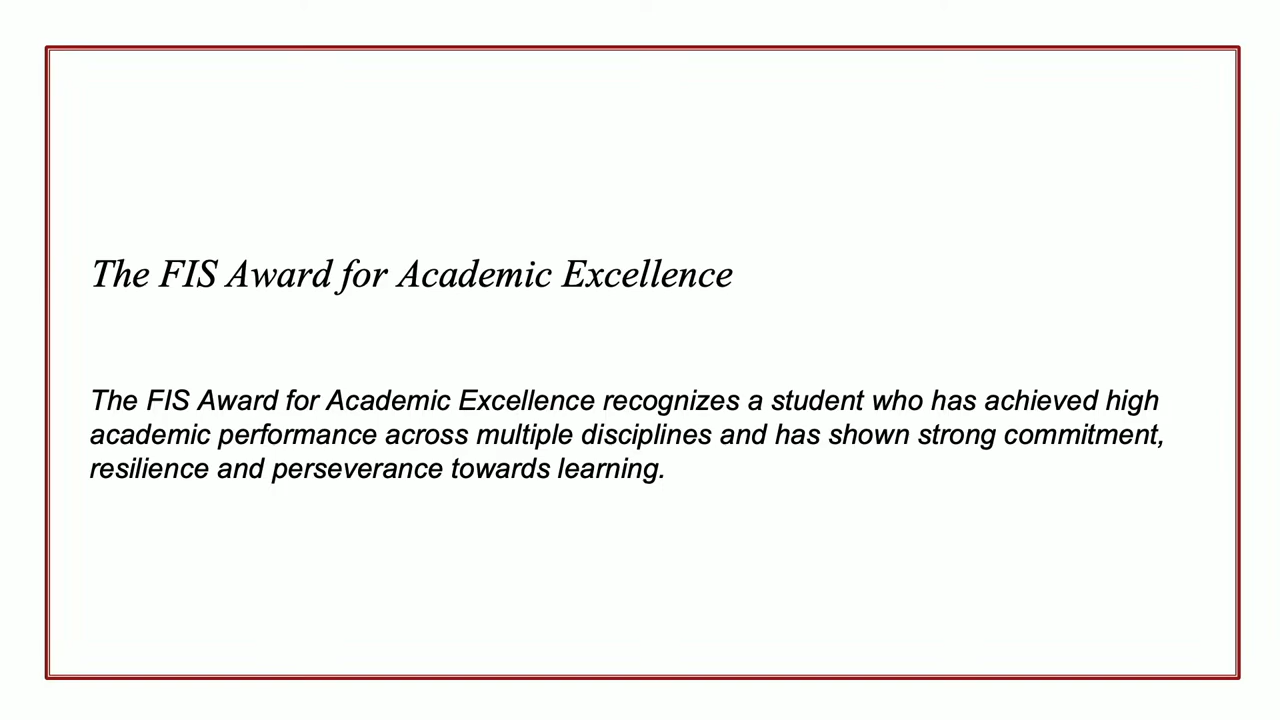 The FIS Award for Academic Excellence
The FIS Award for Academic Excellence recognizes a student who has achieved high
academic performance across multiple disciplines and has shown strong commitment,
resilience and perseverance towards learning.